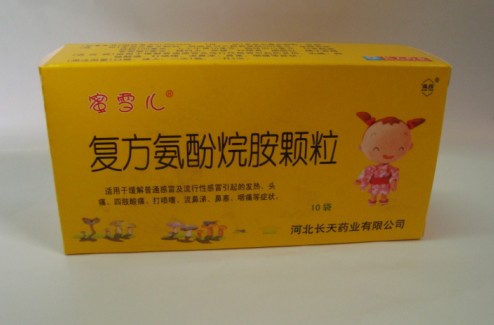 蜜雪儿®
复方氨酚烷胺颗粒
适用于缓解普通感冒及流行性感冒引起的发热、头
痛、四肢酸痛、打喷嚏、流鼻涕、鼻塞、咽痛等症状。
10袋
河北长天药业有限公司